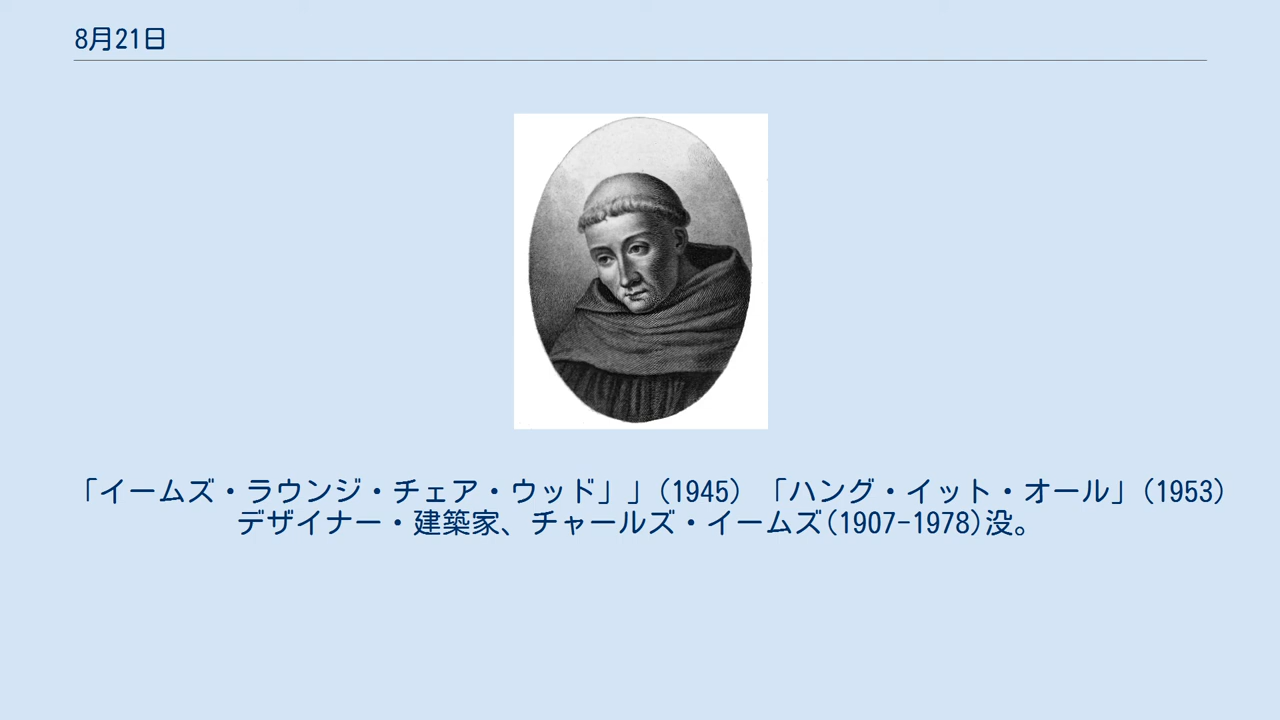 8月21日
「イームズ・ラウンジ・チェア・ウッド」」(1945) 「ハング・イット・オール」(1953)
デザイナー・建築家、チャールズ・イームズ(1907-1978)没。